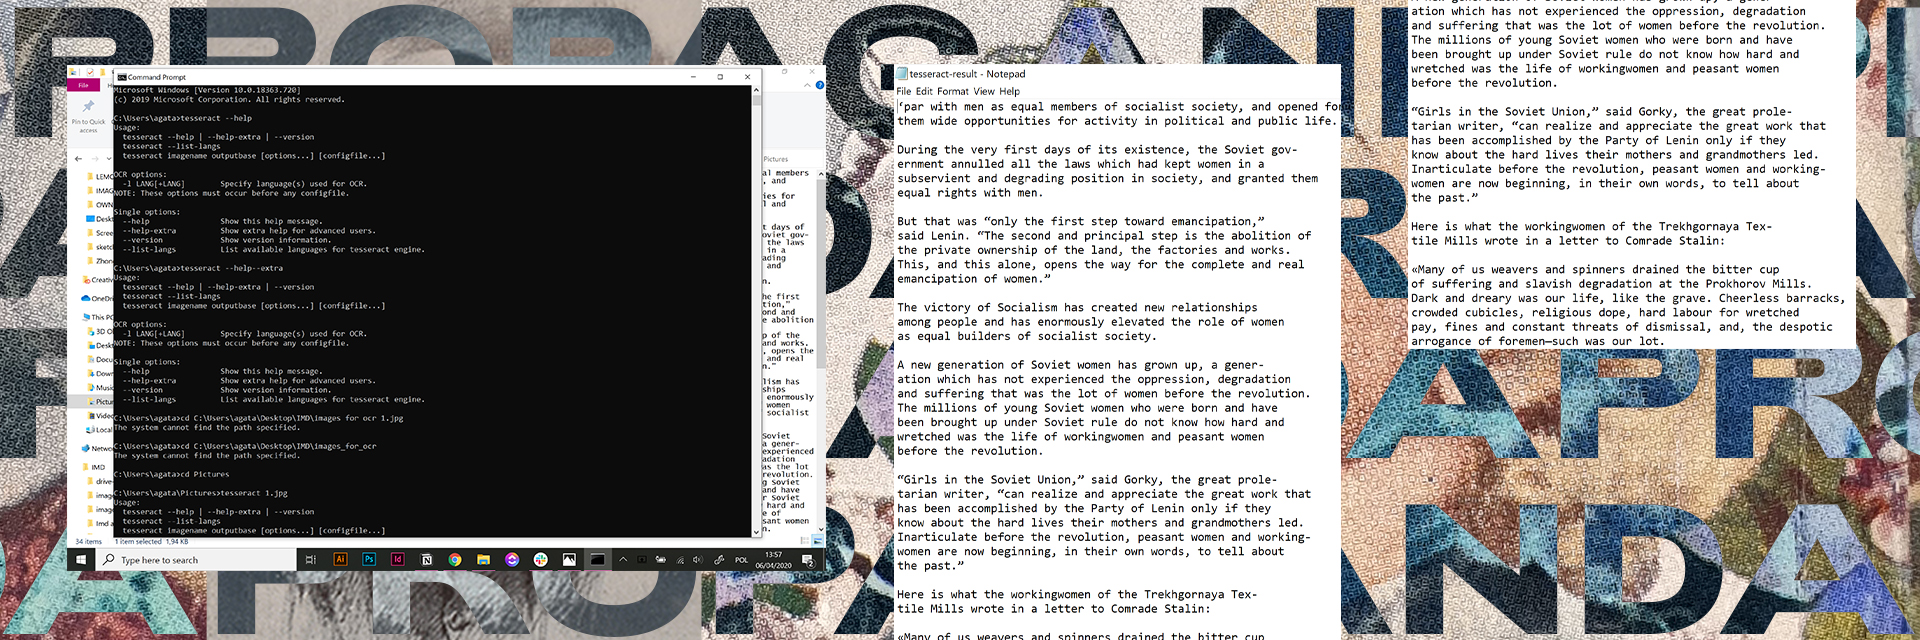 PROPAGANDA
File
Pin to Quick
access
Command Prompt
Microsoft Windows [Version 10.0.18363.720]
(c) 2019 Microsoft Corporation. All rights reserved.
C:\Users\agata>tesseract --help
Usage:
tesseract --help | --help-extra | --version
tesseract --list-langs
tesseract imagename outputbase [options...] [configfile...]
OCR options:
-l LANG[+LANG] Specify language(s) used for OCR.
NOTE: These options must occur before any configfile.
Single options:
--help Show this help message.
--help-extra Show extra help for advanced users.
--version Show version information.
--list-langs List available languages for tesseract engine.
C:\Users\agata>tesseract --help--extra
Usage:
tesseract --help | --help-extra | --version
tesseract --list-langs
tesseract imagename outputbase [options...] [configfile...]
OCR options:
-l LANG[+LANG] Specify language(s) used for OCR.
NOTE: These options must occur before any configfile.
Single options:
--help Show this help message.
--help-extra Show extra help for advanced users.
--version Show version information.
--list-langs List available languages for tesseract engine.
C:\Users\agata>cd C:\Users\agata\Desktop\IMD\images for ocr 1.jpg
The system cannot find the path specified.
C:\Users\agata>cd C:\Users\agata\Desktop\IMD\images_for_ocr
The system cannot find the path specified.
C:\Users\agata>cd Pictures
C:\Users\agata\Pictures>tesseract 1.jpg
Usage:
tesseract --help | --help-extra | --version
tesseract --list-langs
tesseract imagename outputbase [options...] [configfile...]
34 items 1 item selected 1,94 KB
Type here to search
POL
13:57
06/04/2020
tesseract-result - Notepad
File Edit Format View Help
‘par with men as equal members of socialist society, and opened for
them wide opportunities for activity in political and public life.
During the very first days of its existence, the Soviet gov-
ernment annulled all the laws which had kept women in a
subservient and degrading position in society, and granted them
equal rights with men.
But that was “only the first step toward emancipation,”
said Lenin. “The second and principal step is the abolition of
the private ownership of the land, the factories and works.
This, and this alone, opens the way for the complete and real
emancipation of women.”
The victory of Socialism has created new relationships
among people and has enormously elevated the role of women
as equal builders of socialist society.
A new generation of Soviet women has grown up, a gener-
ation which has not experienced the oppression, degradation
and suffering that was the lot of women before the revolution.
The millions of young Soviet women who were born and have
been brought up under Soviet rule do not know how hard and
wretched was the life of workingwomen and peasant women
before the revolution.
“Girls in the Soviet Union,” said Gorky, the great prole-
tarian writer, “can realize and appreciate the great work that
has been accomplished by the Party of Lenin only if they
know about the hard lives their mothers and grandmothers led.
Inarticulate before the revolution, peasant women and working-
women are now beginning, in their own words, to tell about
the past.”
Here is what the workingwomen of the Trekhgornaya Tex-
tile Mills wrote in a letter to Comrade Stalin:
«Many of us weavers and spinners drained the bitter cup
ation which has not experienced the oppression, degradation
and suffering that was the lot of women before the revolution.
The millions of young Soviet women who were born and have
been brought up under Soviet rule do not know how hard and
wretched was the life of workingwomen and peasant women
before the revolution.
“Girls in the Soviet Union,” said Gorky, the great prole-
tarian writer, “can realize and appreciate the great work that
has been accomplished by the Party of Lenin only if they
know about the hard lives their mothers and grandmothers led.
Inarticulate before the revolution, peasant women and working-
women are now beginning, in their own words, to tell about
the past.”
Here is what the workingwomen of the Trekhgornaya Tex-
tile Mills wrote in a letter to Comrade Stalin:
«Many of us weavers and spinners drained the bitter cup
of suffering and slavish degradation at the Prokhorov Mills.
Dark and dreary was our life, like the grave. Cheerless barracks,
crowded cubicles, religious dope, hard labour for wretched
pay, fines and constant threats of dismissal, and, the despotic
arrogance of foremen—such was our lot.